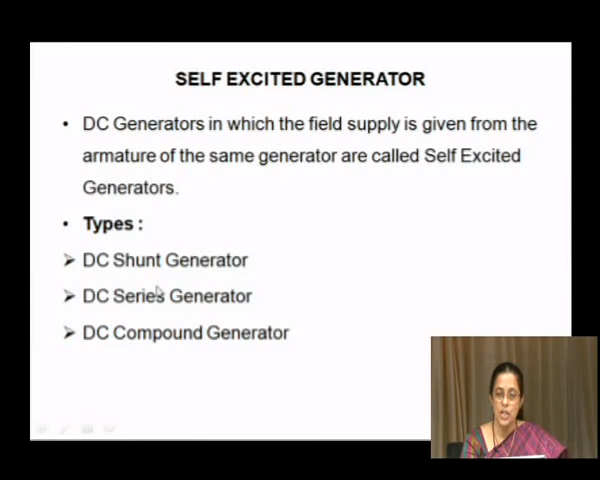 SELF EXCITED GENERATOR
• DC Generators in which the field supply is given from the
armature of the same generator are called Self Excited
Generators.
• Types :
➢ DC Shunt Generator
➢ DC Series Generator
➢ DC Compound Generator